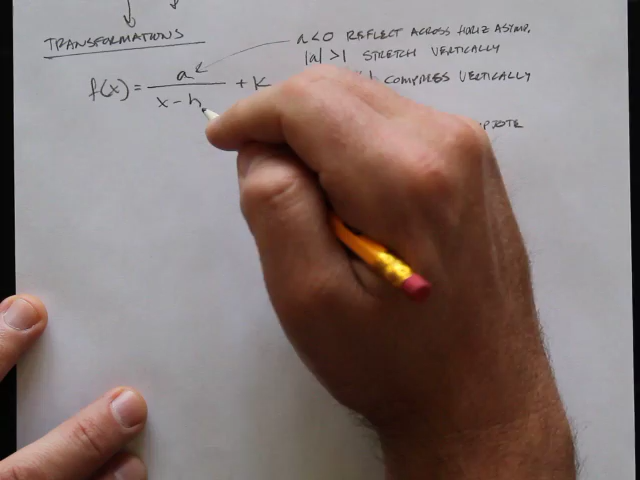 TRANSFORMATIONS
a<0 REFLECT ACROSS HORIZ ASYMP.
|a| >1 STRETCH VERTICALLY
COMPRESS VERTICALLY
f(x) = a / x-h + K